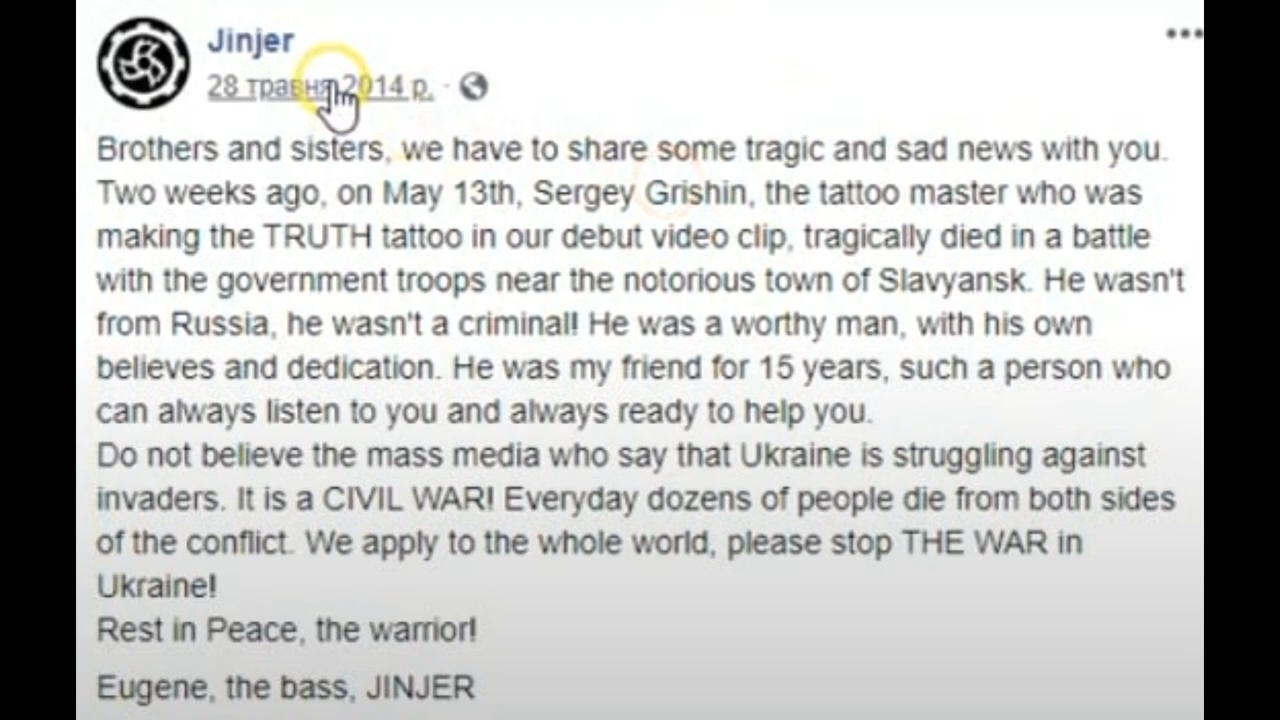 Jinjer
28 травня 2014 р. ·
Brothers and sisters, we have to share some tragic and sad news with you.
Two weeks ago, on May 13th, Sergey Grishin, the tattoo master who was
making the TRUTH tattoo in our debut video clip, tragically died in a battle
with the government troops near the notorious town of Slavyansk. He wasn't
from Russia, he wasn't a criminal! He was a worthy man, with his own
believes and dedication. He was my friend for 15 years, such a person who
can always listen to you and always ready to help you.
Do not believe the mass media who say that Ukraine is struggling against
invaders. It is a CIVIL WAR! Everyday dozens of people die from both sides
of the conflict. We apply to the whole world, please stop THE WAR in
Ukraine!
Rest in Peace, the warrior!
Eugene, the bass, JINJER